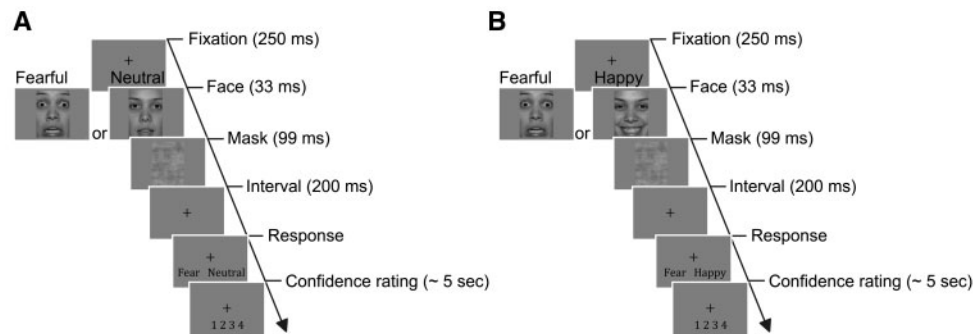 A
Fixation (250 ms)
+
Fearful
Neutral
Face (33 ms)
or
Mask (99 ms)
Interval (200 ms)
+
Response
+
Fear Neutral
Confidence rating (~ 5 sec)
+
1 2 3 4
B
Fixation (250 ms)
+
Fearful
Happy
Face (33 ms)
or
Mask (99 ms)
Interval (200 ms)
+
Response
+
Fear Happy
Confidence rating (~ 5 sec)
+
1 2 3 4